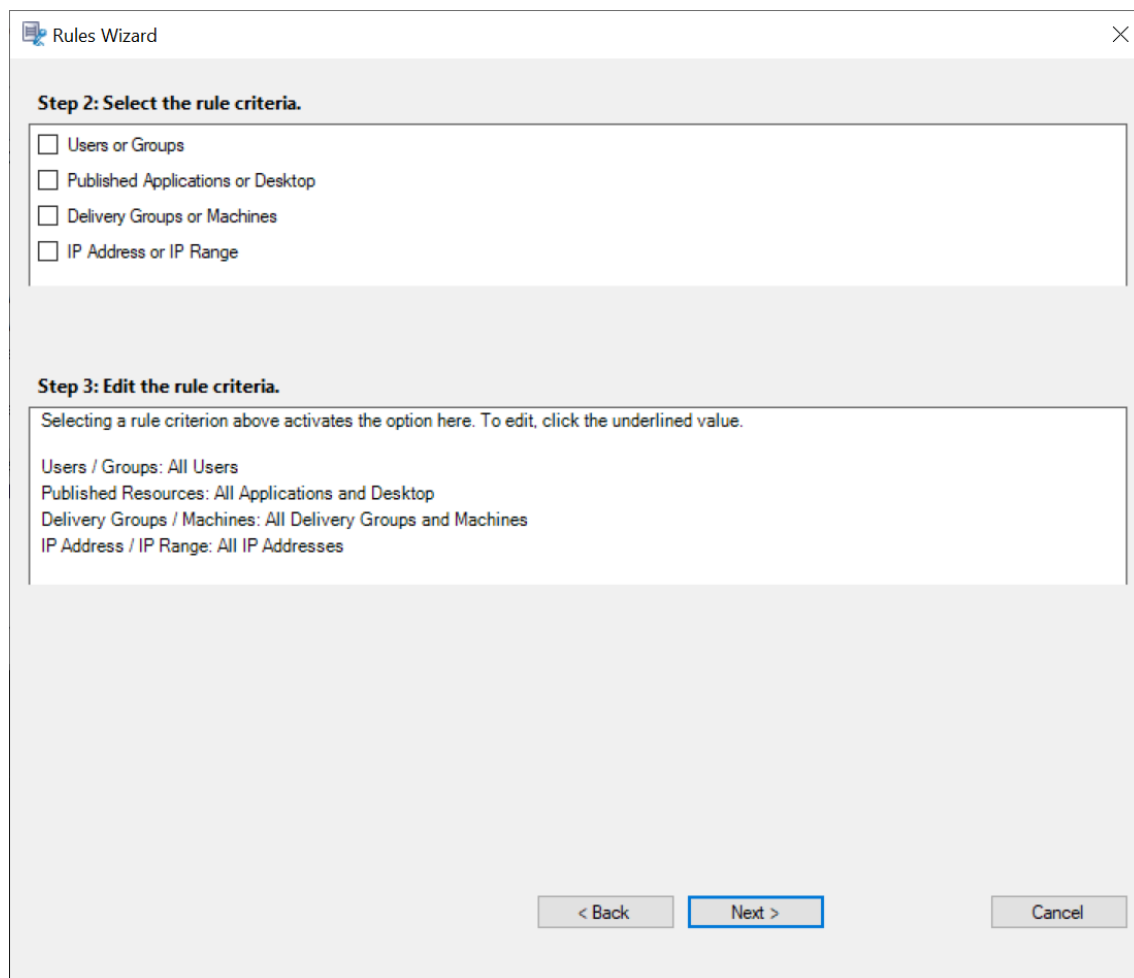 Rules Wizard
Step 2: Select the rule criteria.
Users or Groups
Published Applications or Desktop
Delivery Groups or Machines
IP Address or IP Range
Step 3: Edit the rule criteria.
Selecting a rule criterion above activates the option here. To edit, click the underlined value.
Users / Groups: All Users
Published Resources: All Applications and Desktop
Delivery Groups / Machines: All Delivery Groups and Machines
IP Address / IP Range: All IP Addresses
< Back Next > Cancel